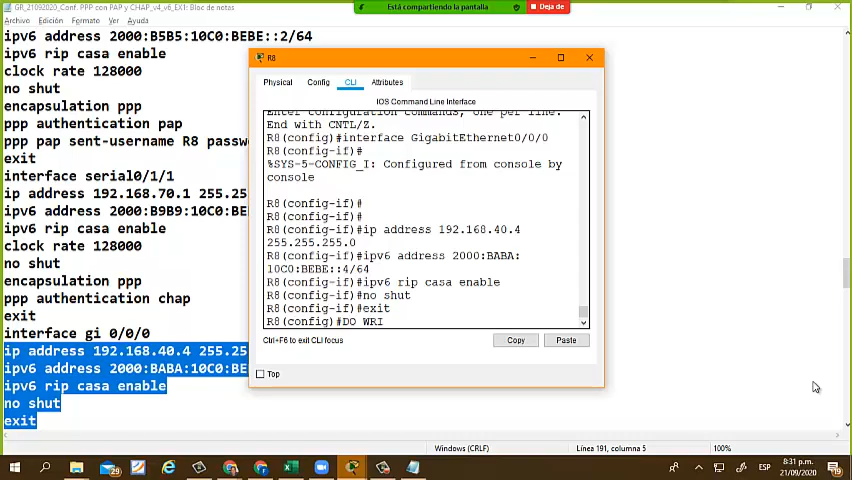 GR_21092020_Conf. PPP con PAP y CHAP_v4_v6_EX1: Bloc de notas
Está compartiendo la pantalla
Deja de
Archivo Edición Formato Ver Ayuda
ipv6 address 2000:B5B5:10C0:BEBE::2/64
ipv6 rip casa enable
clock rate 128000
no shut
encapsulation ppp
ppp authentication pap
ppp pap sent-username R8 passw
exit
interface serial0/1/1
ip address 192.168.70.1 255.25
ipv6 address 2000:B9B9:10C0:BE
ipv6 rip casa enable
clock rate 128000
no shut
encapsulation ppp
ppp authentication chap
exit
interface gi 0/0/0
ip address 192.168.40.4 255.25
ipv6 address 2000:BABA:10C0:BE
ipv6 rip casa enable
no shut
exit
R8
Physical Config CLI Attributes
IOS Command Line Interface
Enter configuration commands, one per line.
End with CNTL/Z.
R8(config)#interface GigabitEthernet0/0/0
R8(config-if)#
%SYS-5-CONFIG_I: Configured from console by
console
R8(config-if)#
R8(config-if)#
R8(config-if)#ip address 192.168.40.4
255.255.255.0
R8(config-if)#ipv6 address 2000:BABA:
10C0:BEBE::4/64
R8(config-if)#ipv6 rip casa enable
R8(config-if)#no shut
R8(config-if)#exit
R8(config)#DO WRI
Ctrl+F6 to exit CLI focus
Copy Paste
Top
Windows (CRLF) Línea 191, columna 5 100%
29
ESP
8:31 p.m.
21/09/2020
19